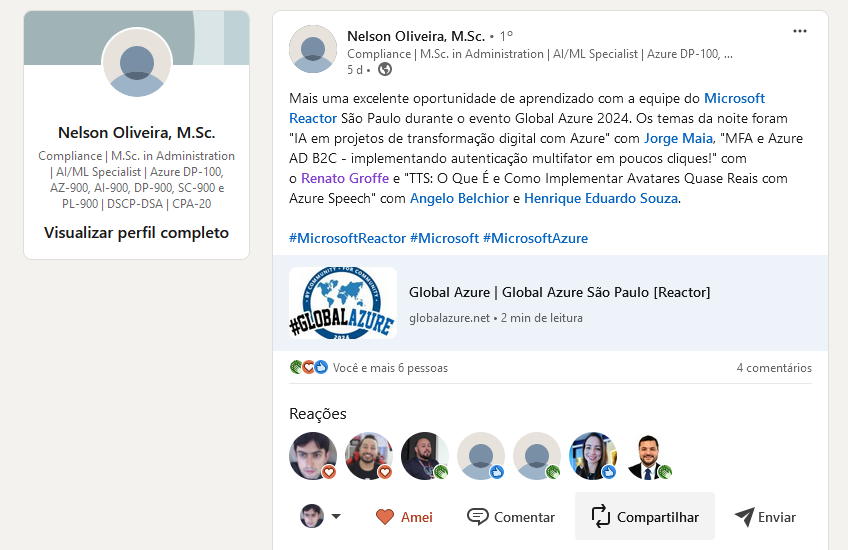 Nelson Oliveira, M.Sc.
Compliance | M.Sc. in Administration
| AI/ML Specialist | Azure DP-100,
AZ-900, AI-900, DP-900, SC-900 e
PL-900 | DSCP-DSA | CPA-20
Visualizar perfil completo
Nelson Oliveira, M.Sc. • 1º
Compliance | M.Sc. in Administration | AI/ML Specialist | Azure DP-100, ...
5 d •
Mais uma excelente oportunidade de aprendizado com a equipe do Microsoft
Reactor São Paulo durante o evento Global Azure 2024. Os temas da noite foram
"IA em projetos de transformação digital com Azure" com Jorge Maia, "MFA e Azure
AD B2C - implementando autenticação multifator em poucos cliques!" com
o Renato Groffe e "TTS: O Que É e Como Implementar Avatares Quase Reais com
Azure Speech" com Angelo Belchior e Henrique Eduardo Souza.
#MicrosoftReactor #Microsoft #MicrosoftAzure
BY COMMUNITY • FOR COMMUNITY
#GLOBALAZURE
2024
Global Azure | Global Azure São Paulo [Reactor]
globalazure.net • 2 min de leitura
Você e mais 6 pessoas
4 comentários
Reações
Amei
Comentar
Compartilhar
Enviar